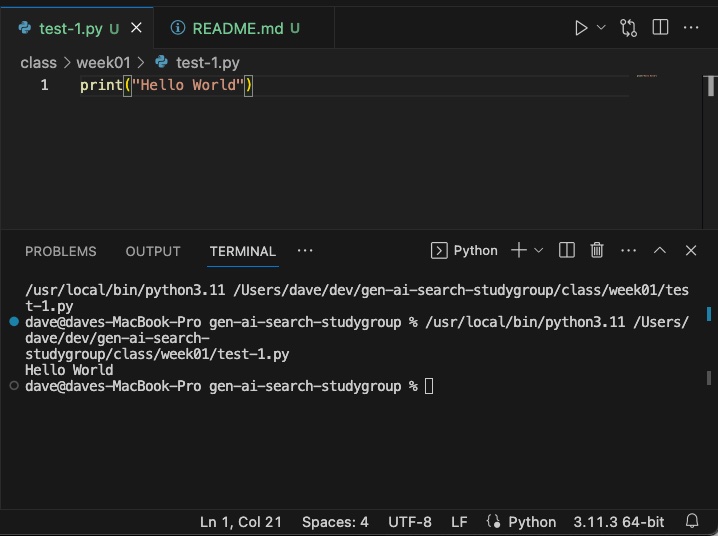 test-1.py U README.md U
class > week01 > test-1.py
1 print("Hello World")
PROBLEMS OUTPUT TERMINAL ··· Python
/usr/local/bin/python3.11 /Users/dave/dev/gen-ai-search-studygroup/class/week01/tes
t-1.py
dave@daves-MacBook-Pro gen-ai-search-studygroup % /usr/local/bin/python3.11 /Users/
dave/dev/gen-ai-search-
studygroup/class/week01/test-1.py
Hello World
dave@daves-MacBook-Pro gen-ai-search-studygroup %
Ln 1, Col 21 Spaces: 4 UTF-8 LF Python 3.11.3 64-bit